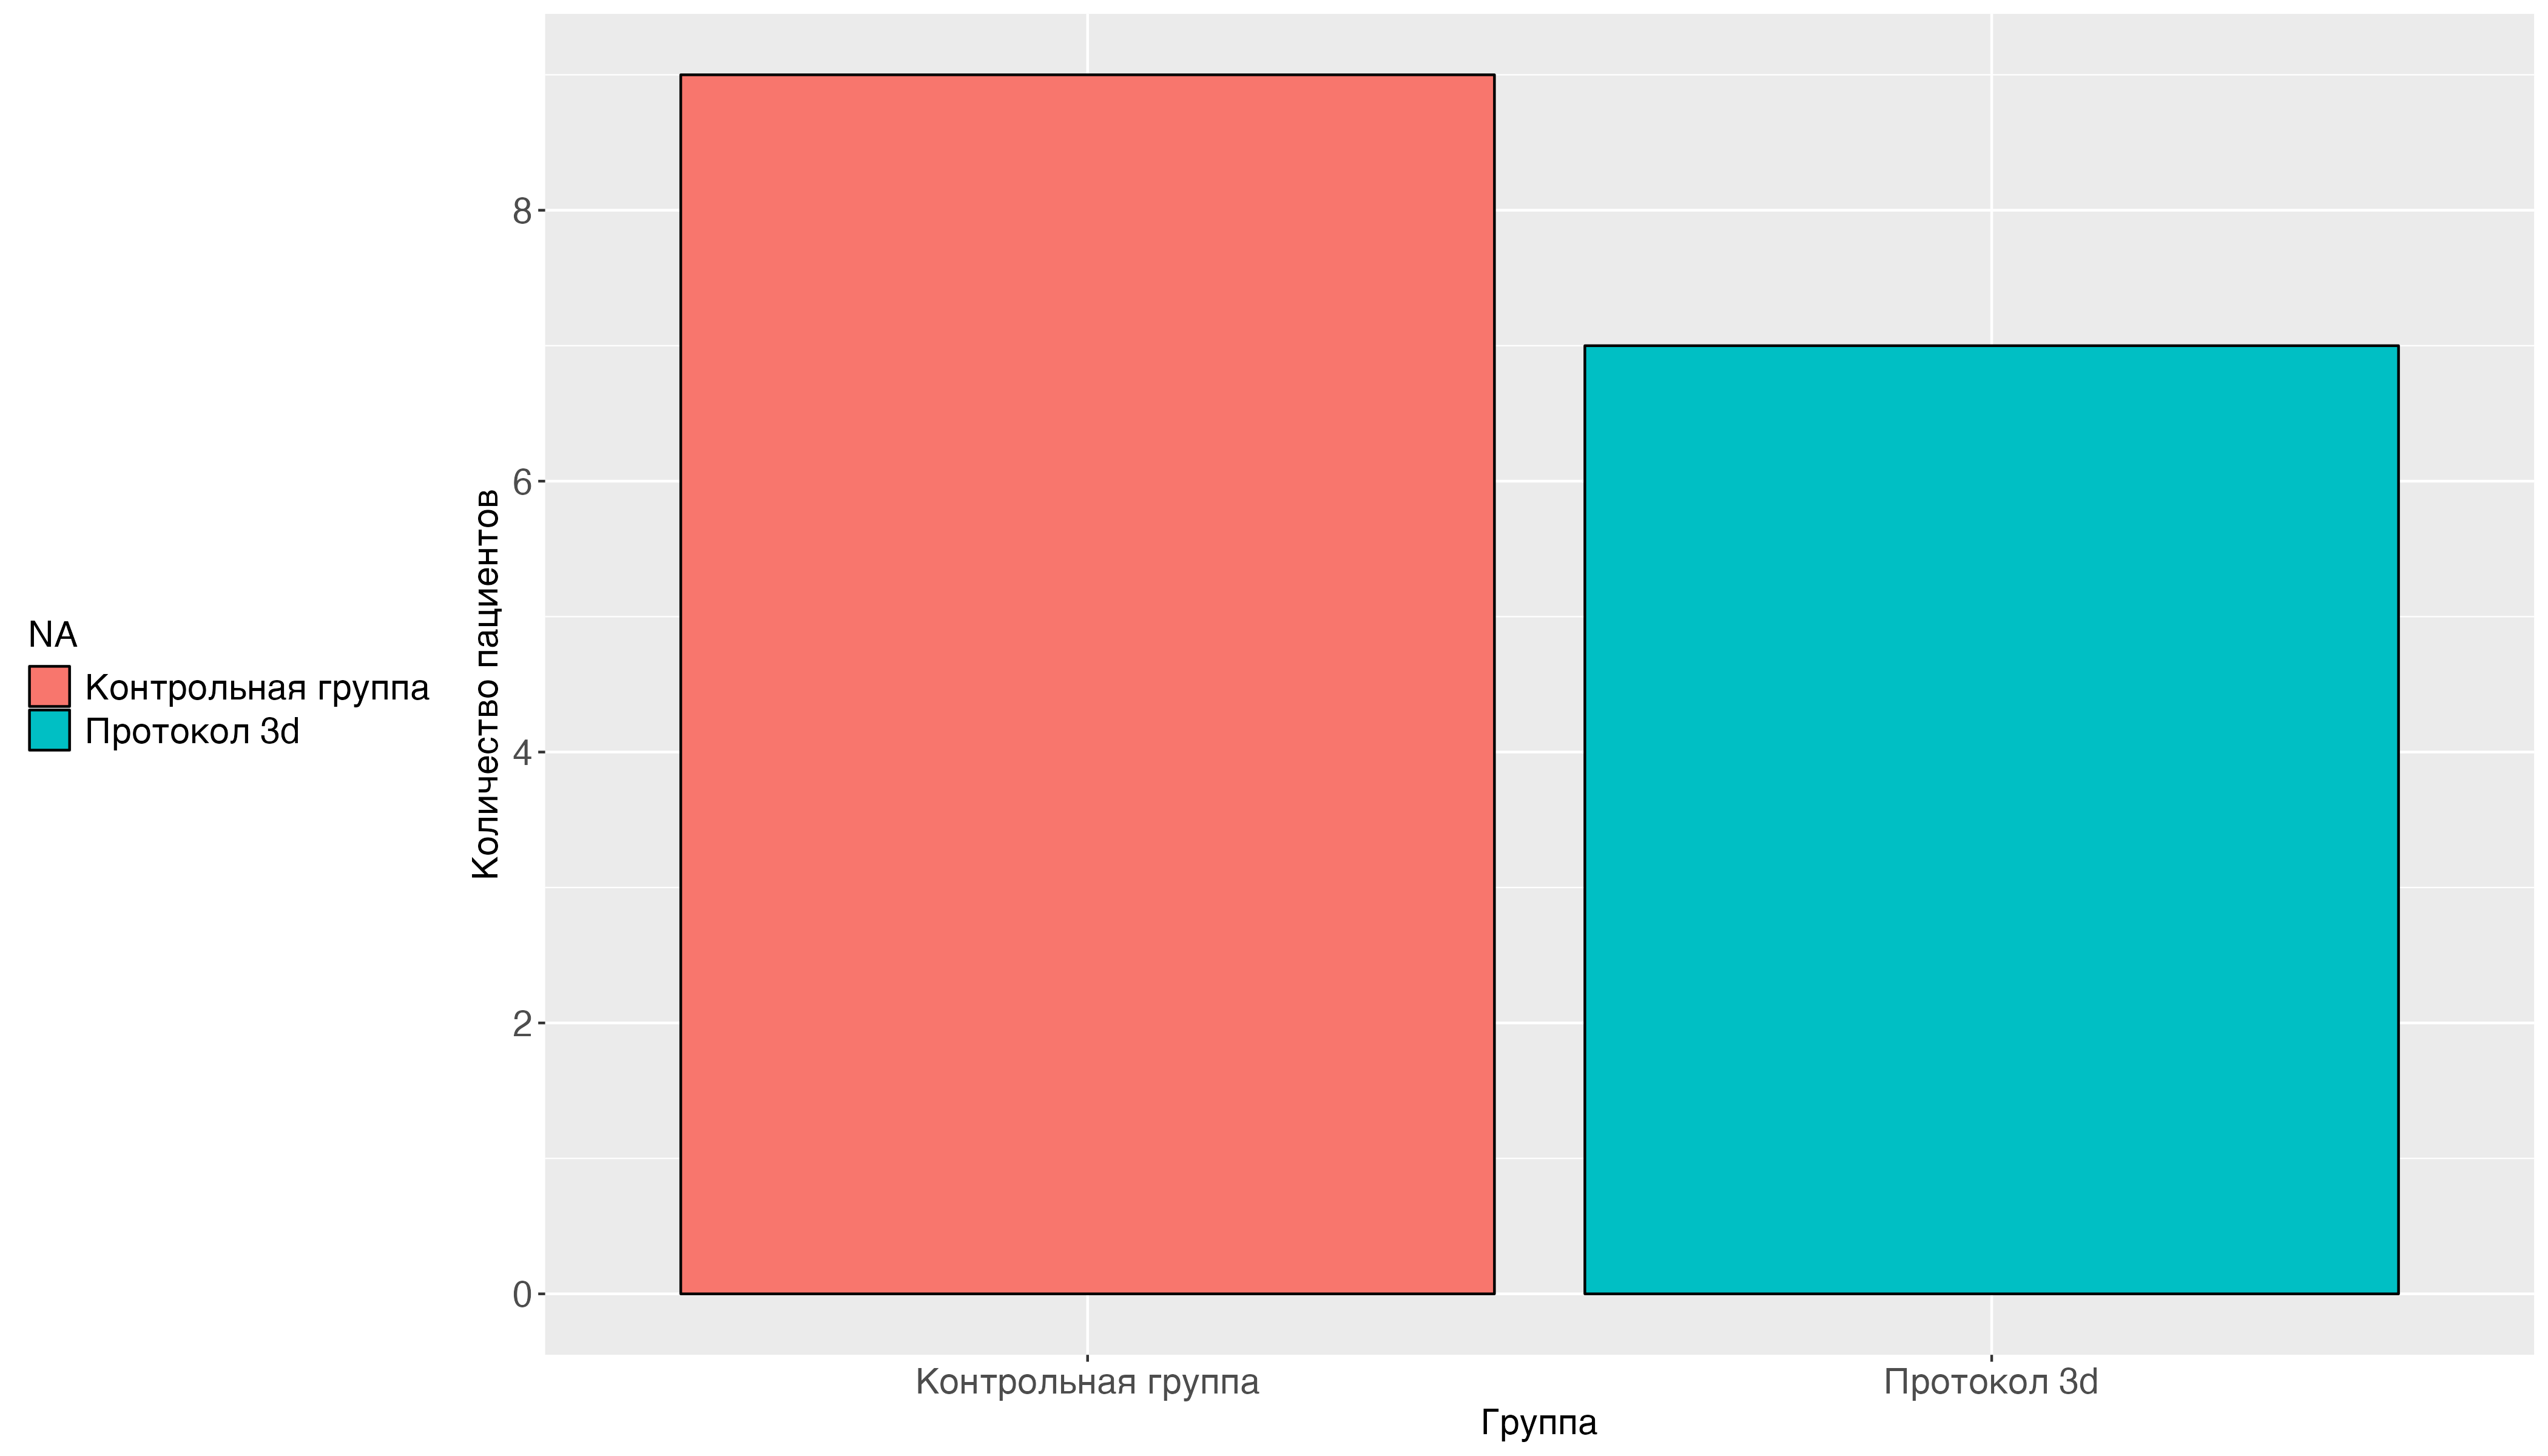 NA
Контрольная группа
Протокол 3d
Количество пациентов
8
6
4
2
0
Контрольная группа
Протокол 3d
Группа